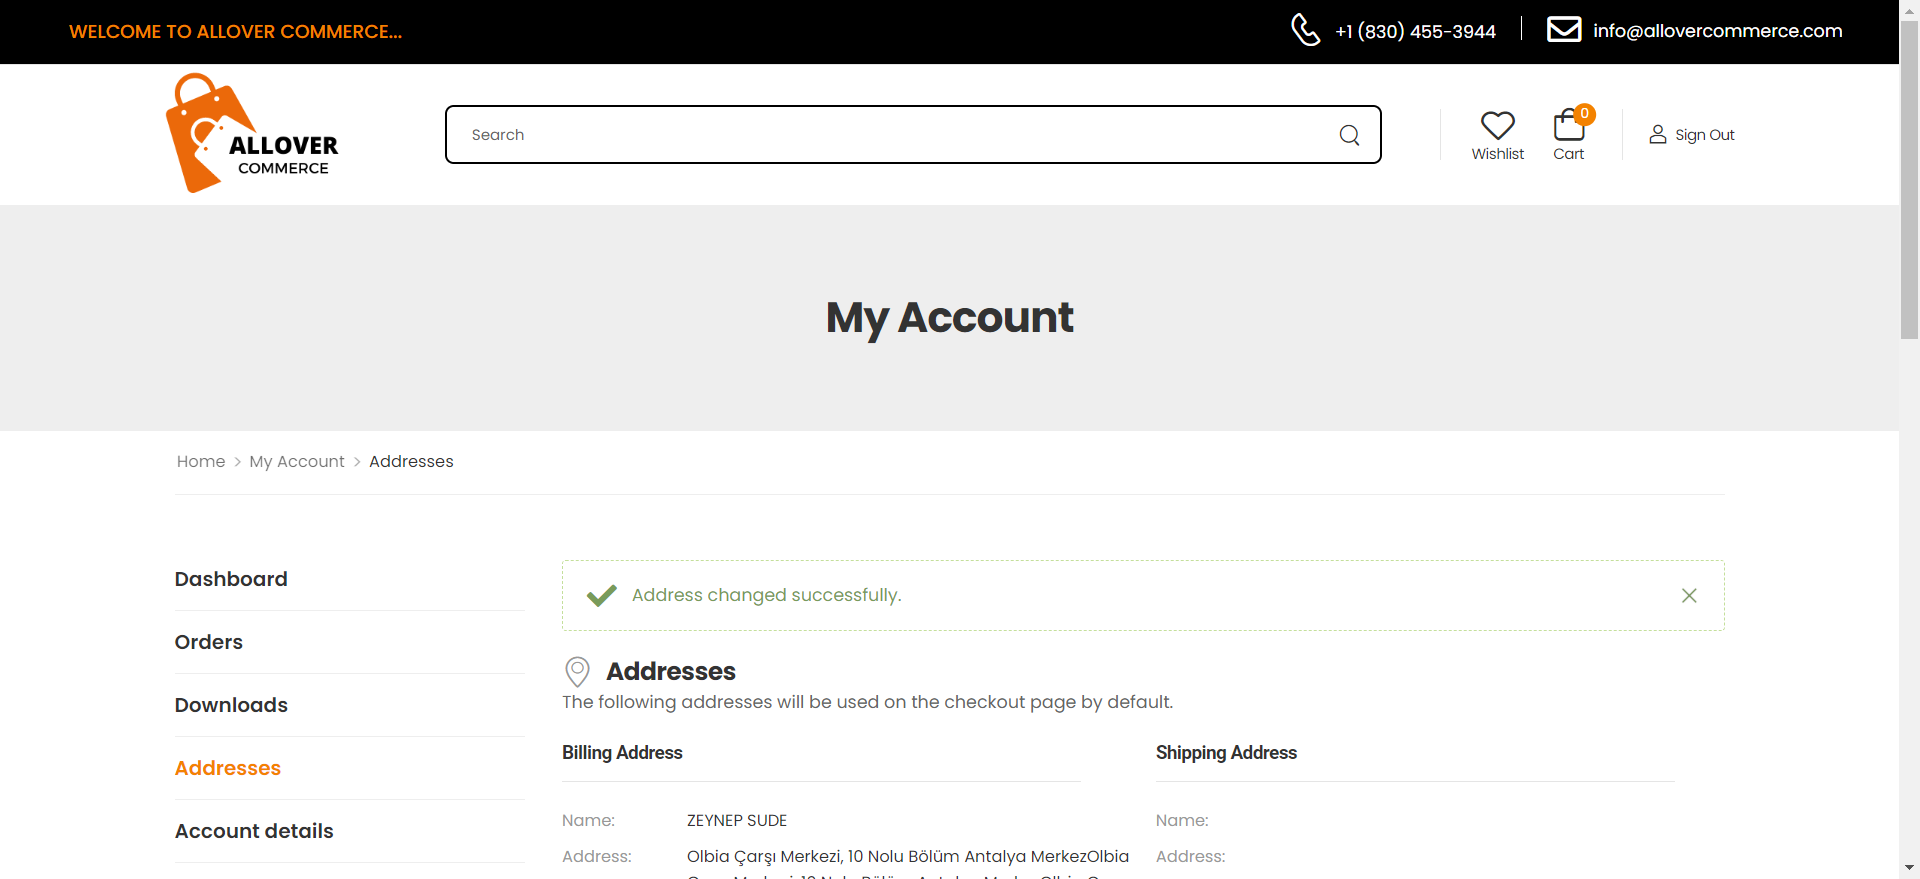 WELCOME TO ALLOVER COMMERCE...
+1 (830) 455-3944
info@allovercommerce.com
ALLOVER
COMMERCE
Search
Wishlist
0
Cart
Sign Out
My Account
Home > My Account > Addresses
Dashboard
Orders
Downloads
Addresses
Account details
Address changed successfully.
Addresses
The following addresses will be used on the checkout page by default.
Billing Address
Name: ZEYNEP SUDE
Address: Olbia Çarşı Merkezi, 10 Nolu Bölüm Antalya MerkezOlbia
Shipping Address
Name:
Address: